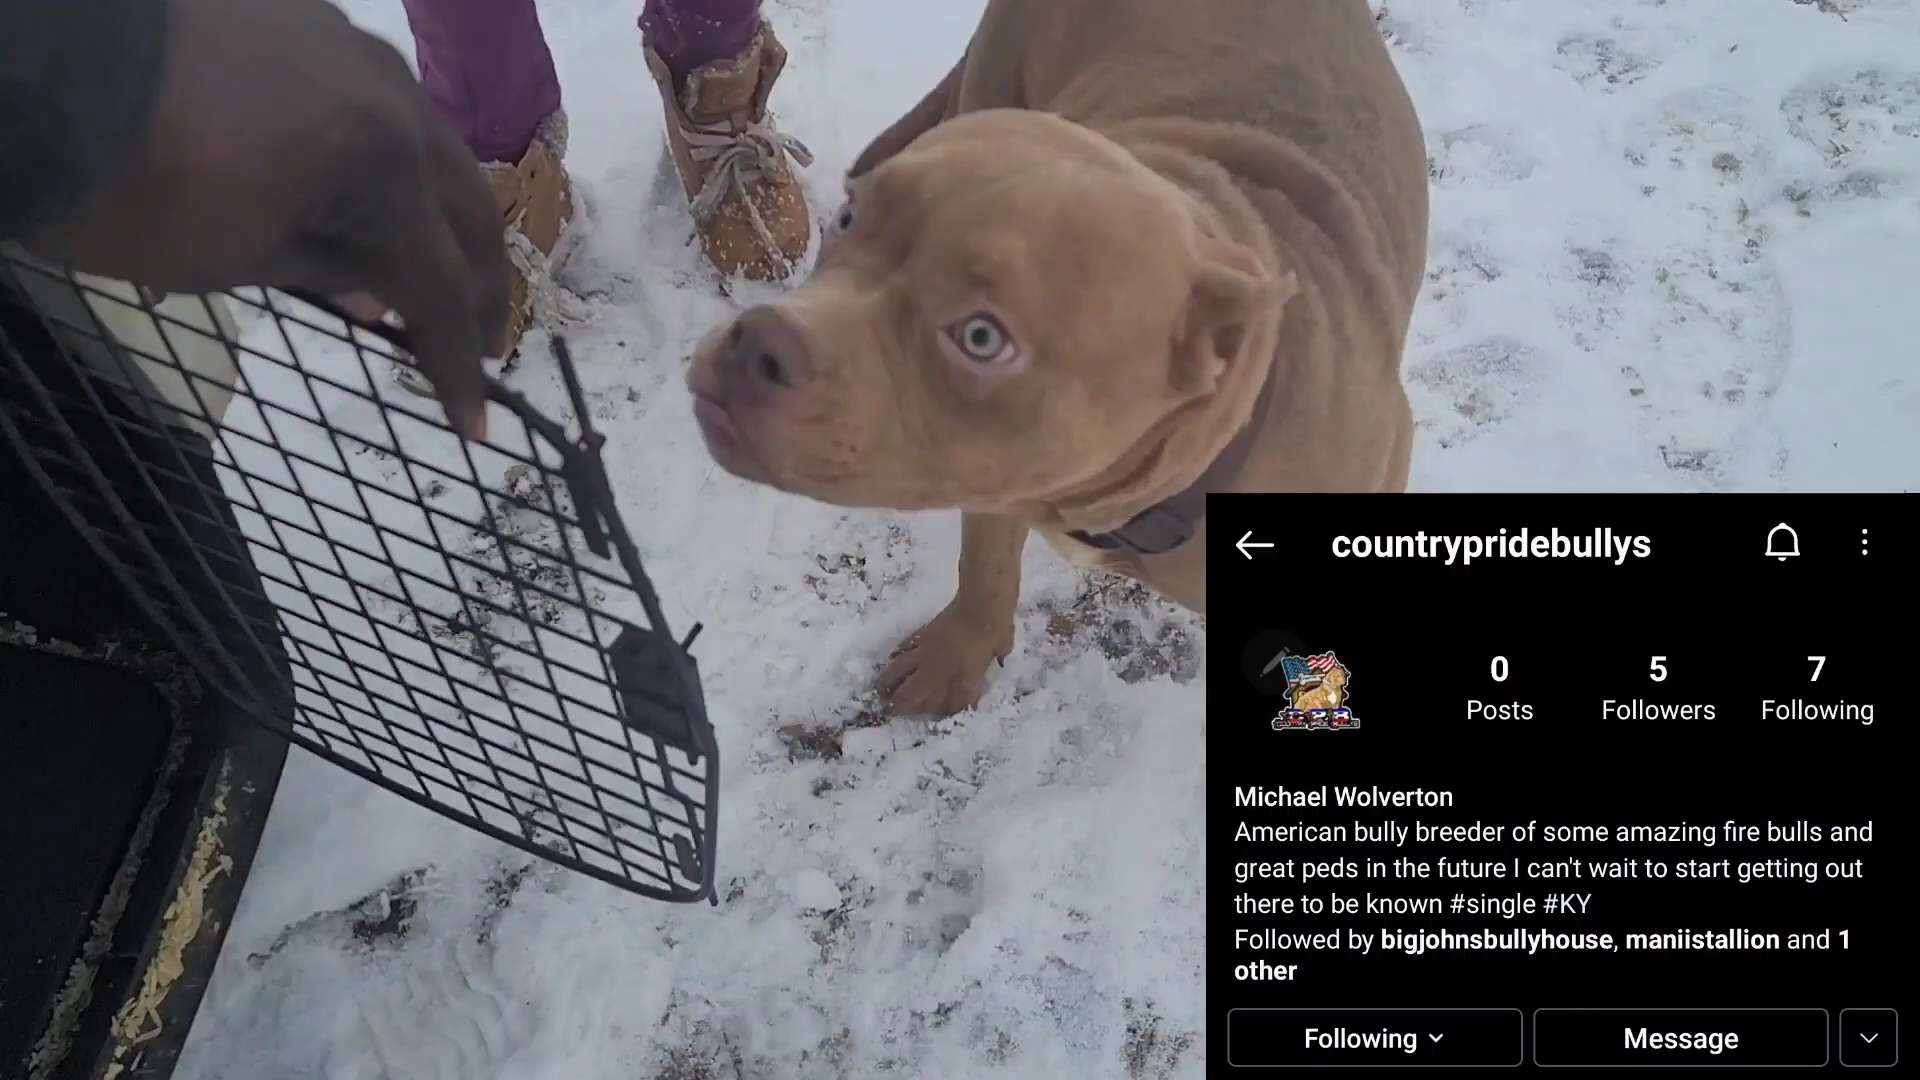 countrypridebullys
0
Posts
5
Followers
7
Following
Michael Wolverton
American bully breeder of some amazing fire bulls and
great peds in the future I can't wait to start getting out
there to be known #single #KY
Followed by bigjohnsbullyhouse, maniistallion and 1
other
Following
Message